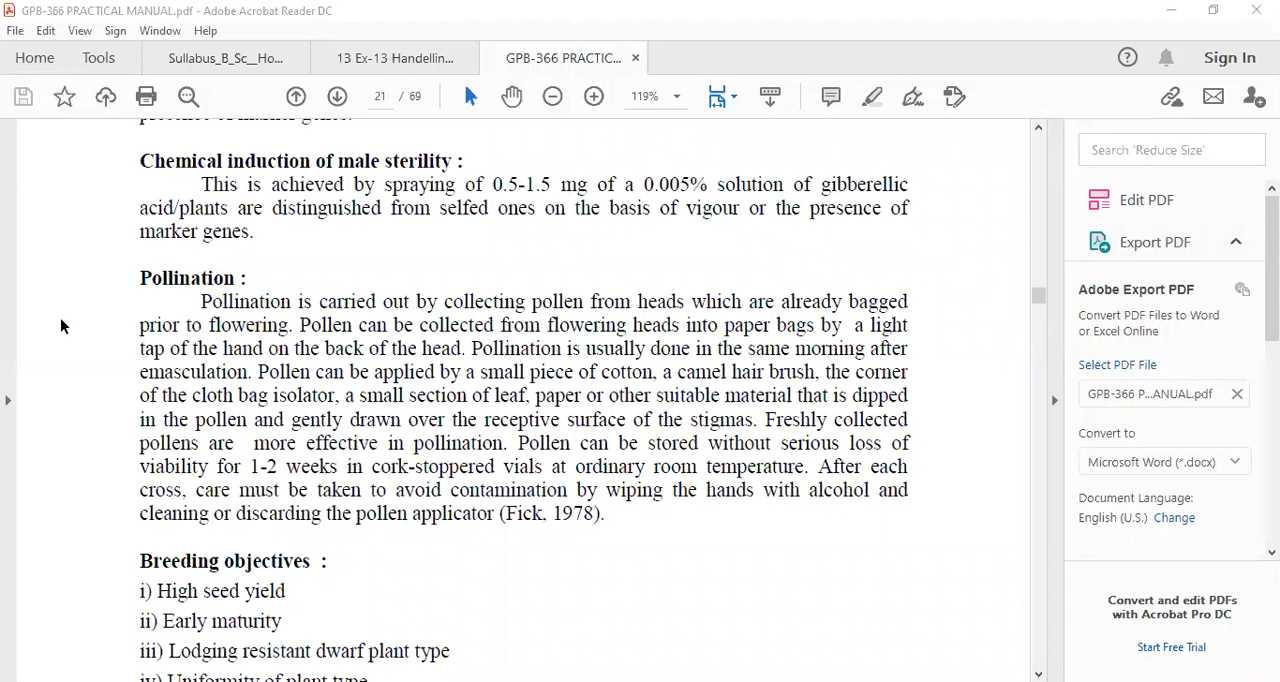 GPB-366 PRACTICAL MANUAL.pdf - Adobe Acrobat Reader DC
File Edit View Sign Window Help
Home Tools Sullabus_B_Sc__Ho... 13 Ex-13 Handellin... GPB-366 PRACTIC... × Sign In
21 / 69 119%
Chemical induction of male sterility :
This is achieved by spraying of 0.5-1.5 mg of a 0.005% solution of gibberellic
acid/plants are distinguished from selfed ones on the basis of vigour or the presence of
marker genes.
Pollination :
Pollination is carried out by collecting pollen from heads which are already bagged
prior to flowering. Pollen can be collected from flowering heads into paper bags by a light
tap of the hand on the back of the head. Pollination is usually done in the same morning after
emasculation. Pollen can be applied by a small piece of cotton, a camel hair brush, the corner
of the cloth bag isolator, a small section of leaf, paper or other suitable material that is dipped
in the pollen and gently drawn over the receptive surface of the stigmas. Freshly collected
pollens are more effective in pollination. Pollen can be stored without serious loss of
viability for 1-2 weeks in cork-stoppered vials at ordinary room temperature. After each
cross, care must be taken to avoid contamination by wiping the hands with alcohol and
cleaning or discarding the pollen applicator (Fick, 1978).
Breeding objectives :
i) High seed yield
ii) Early maturity
iii) Lodging resistant dwarf plant type
iv) Uniformity of plant type
Search 'Reduce Size'
Edit PDF
Export PDF
Adobe Export PDF
Convert PDF Files to Word
or Excel Online
Select PDF File
GPB-366 P...ANUAL.pdf
Convert to
Microsoft Word (*.docx)
Document Language:
English (U.S.) Change
Convert and edit PDFs
with Acrobat Pro DC
Start Free Trial